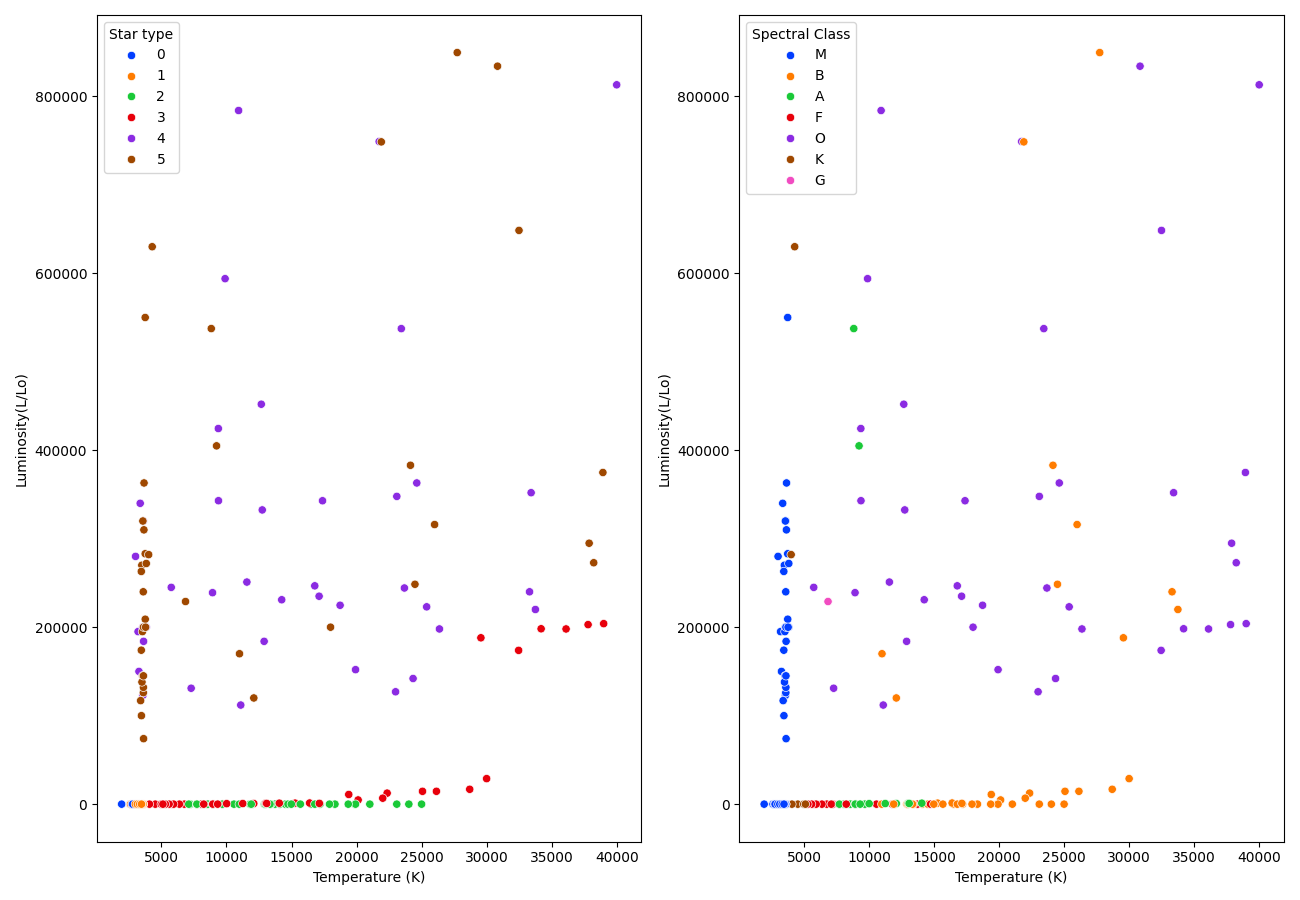 Star type
0
1
2
3
4
5
800000
600000
400000
200000
0
Luminosity(L/Lo)
5000 10000 15000 20000 25000 30000 35000 40000
Temperature (K)
Spectral Class
M
B
A
F
O
K
G
800000
600000
400000
200000
0
Luminosity(L/Lo)
5000 10000 15000 20000 25000 30000 35000 40000
Temperature (K)